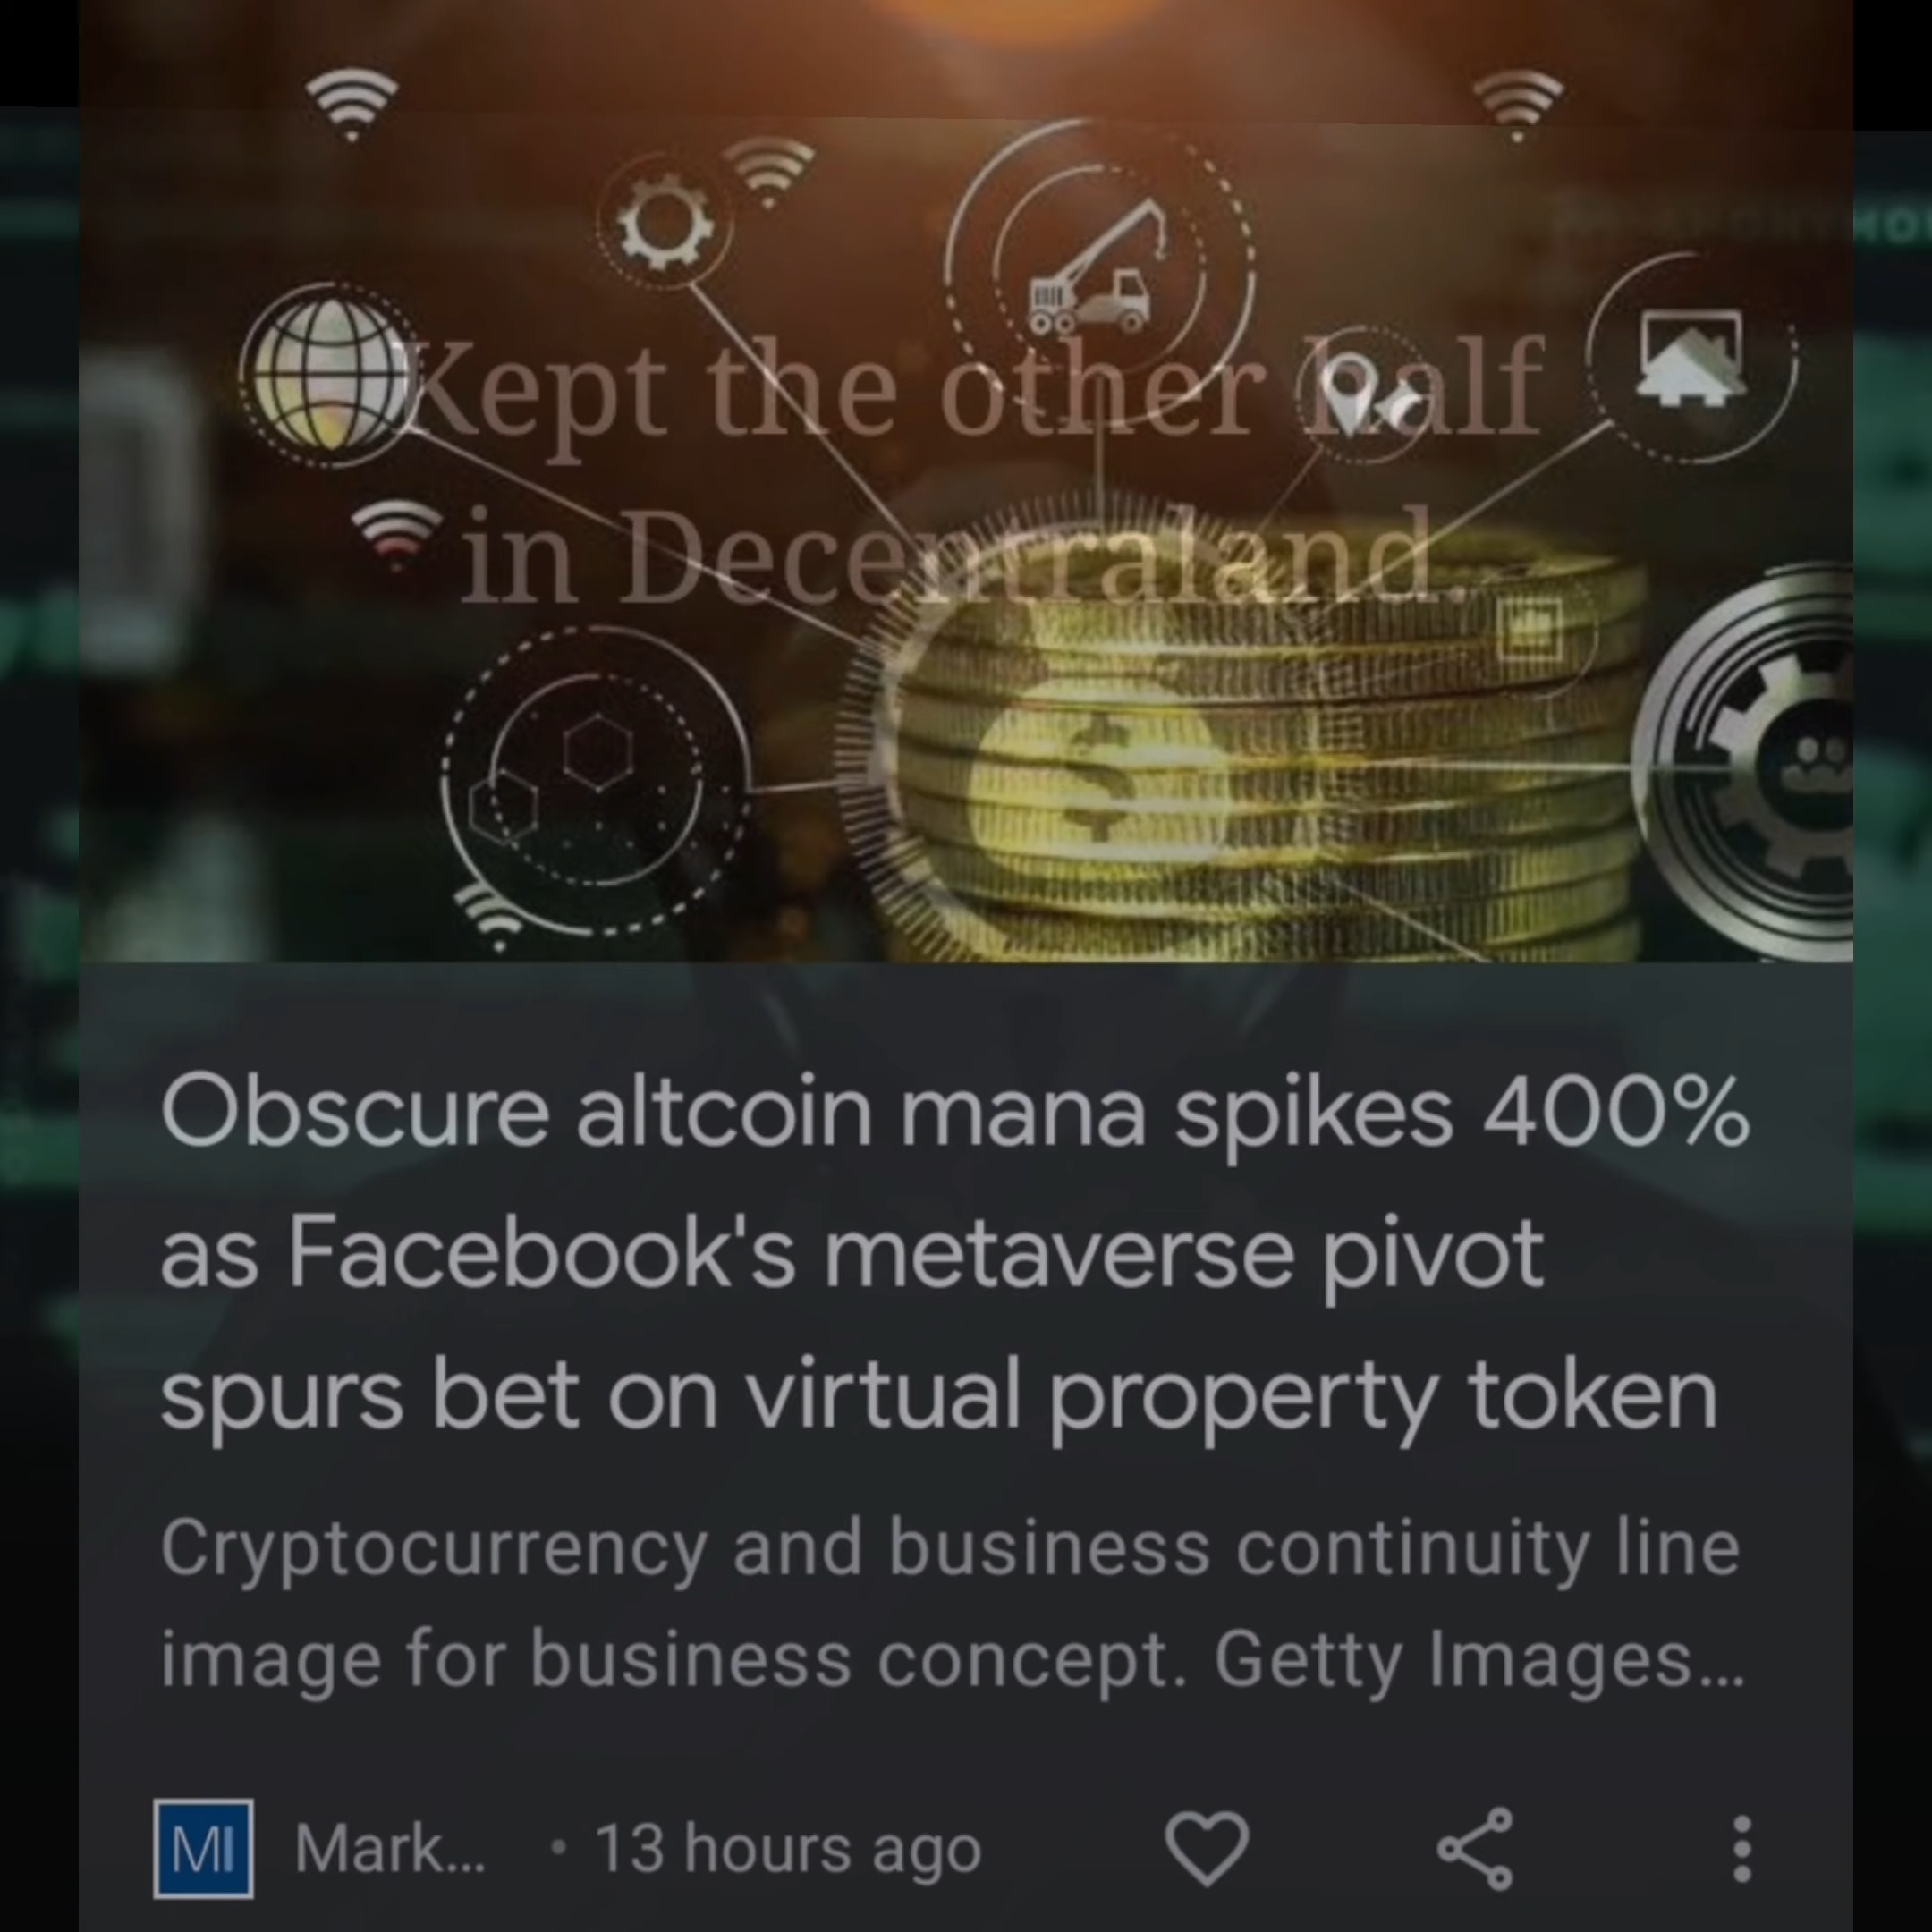 Kept the other half
in Decentraland.
Obscure altcoin mana spikes 400%
as Facebook's metaverse pivot
spurs bet on virtual property token
Cryptocurrency and business continuity line
image for business concept. Getty Images...
MI Mark... • 13 hours ago